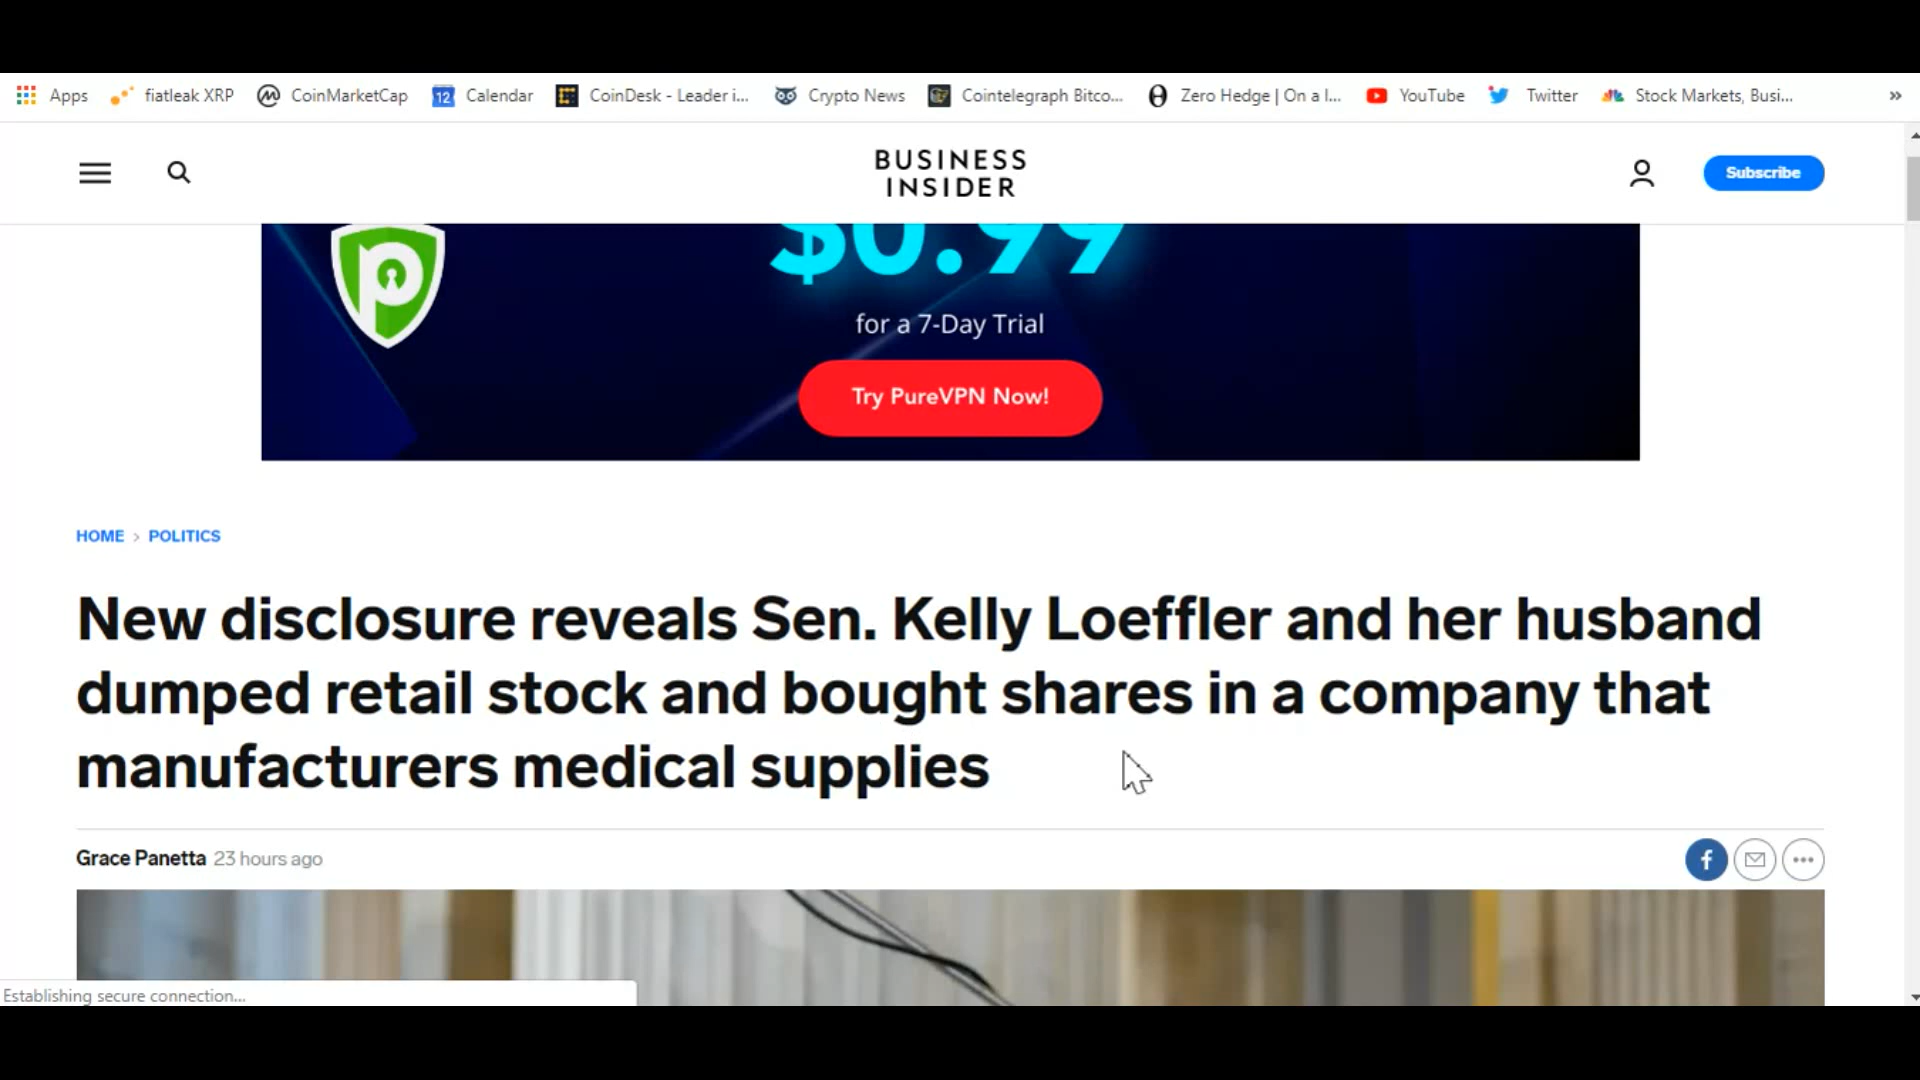 Apps fiatleak XRP CoinMarketCap 12 Calendar CoinDesk - Leader i... Crypto News Cointelegraph Bitco... Zero Hedge | On a l... YouTube Twitter Stock Markets, Busi... »
BUSINESS
INSIDER
Subscribe
$0.99
for a 7-Day Trial
Try PureVPN Now!
HOME > POLITICS
New disclosure reveals Sen. Kelly Loeffler and her husband
dumped retail stock and bought shares in a company that
manufacturers medical supplies
Grace Panetta 23 hours ago
Establishing secure connection...